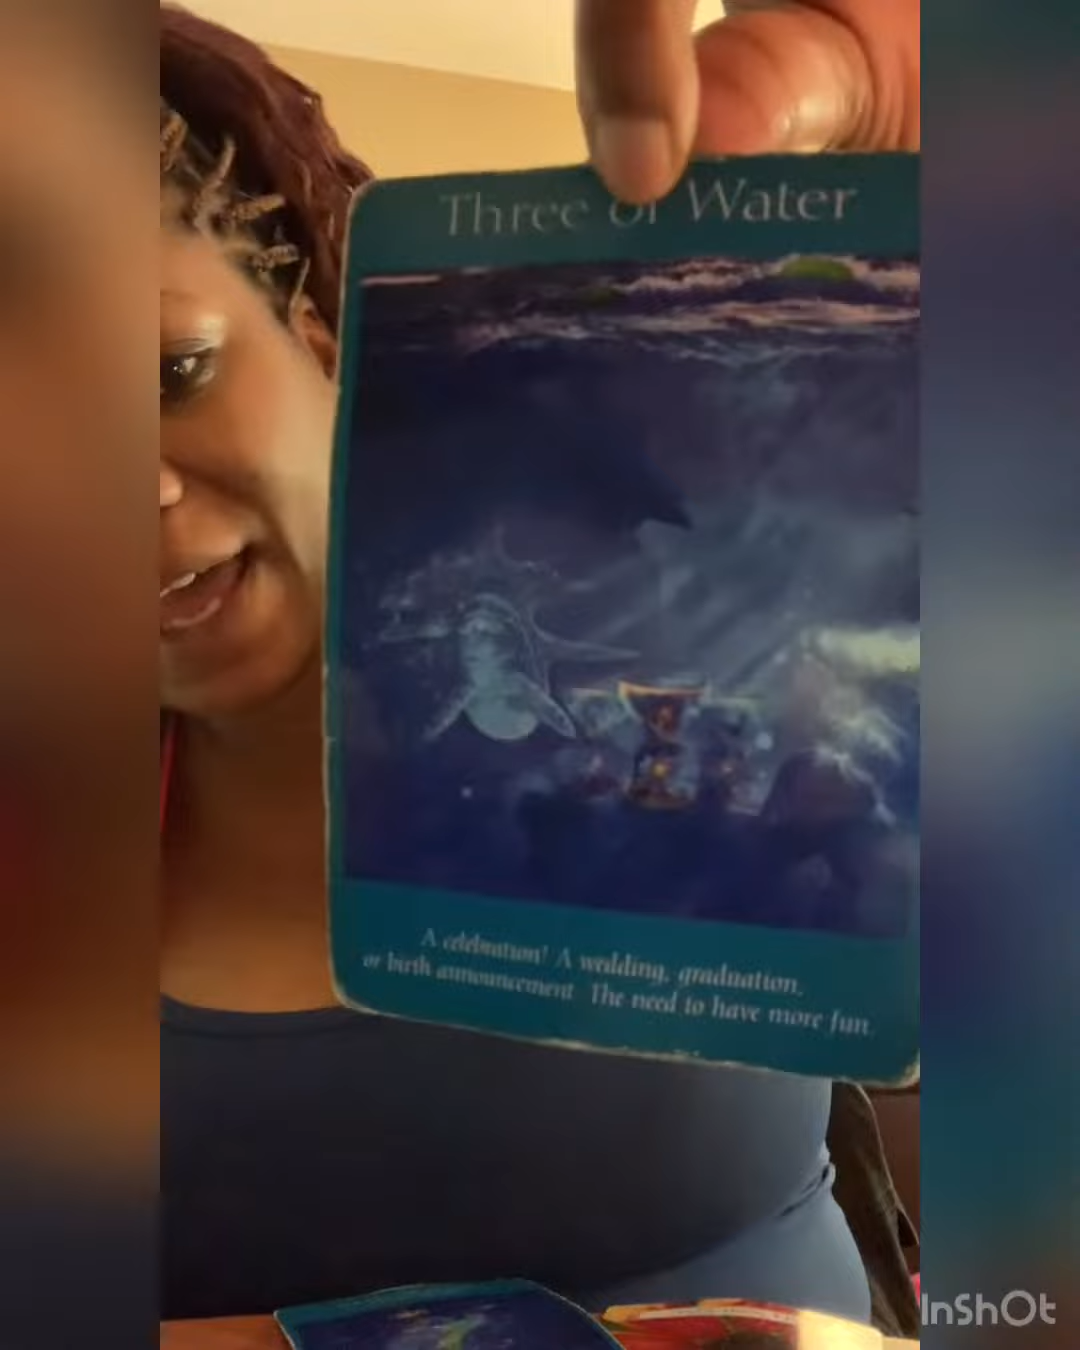 Three of Water
A celebration! A wedding, graduation,
or birth announcement. The need to have more fun.
InShOt